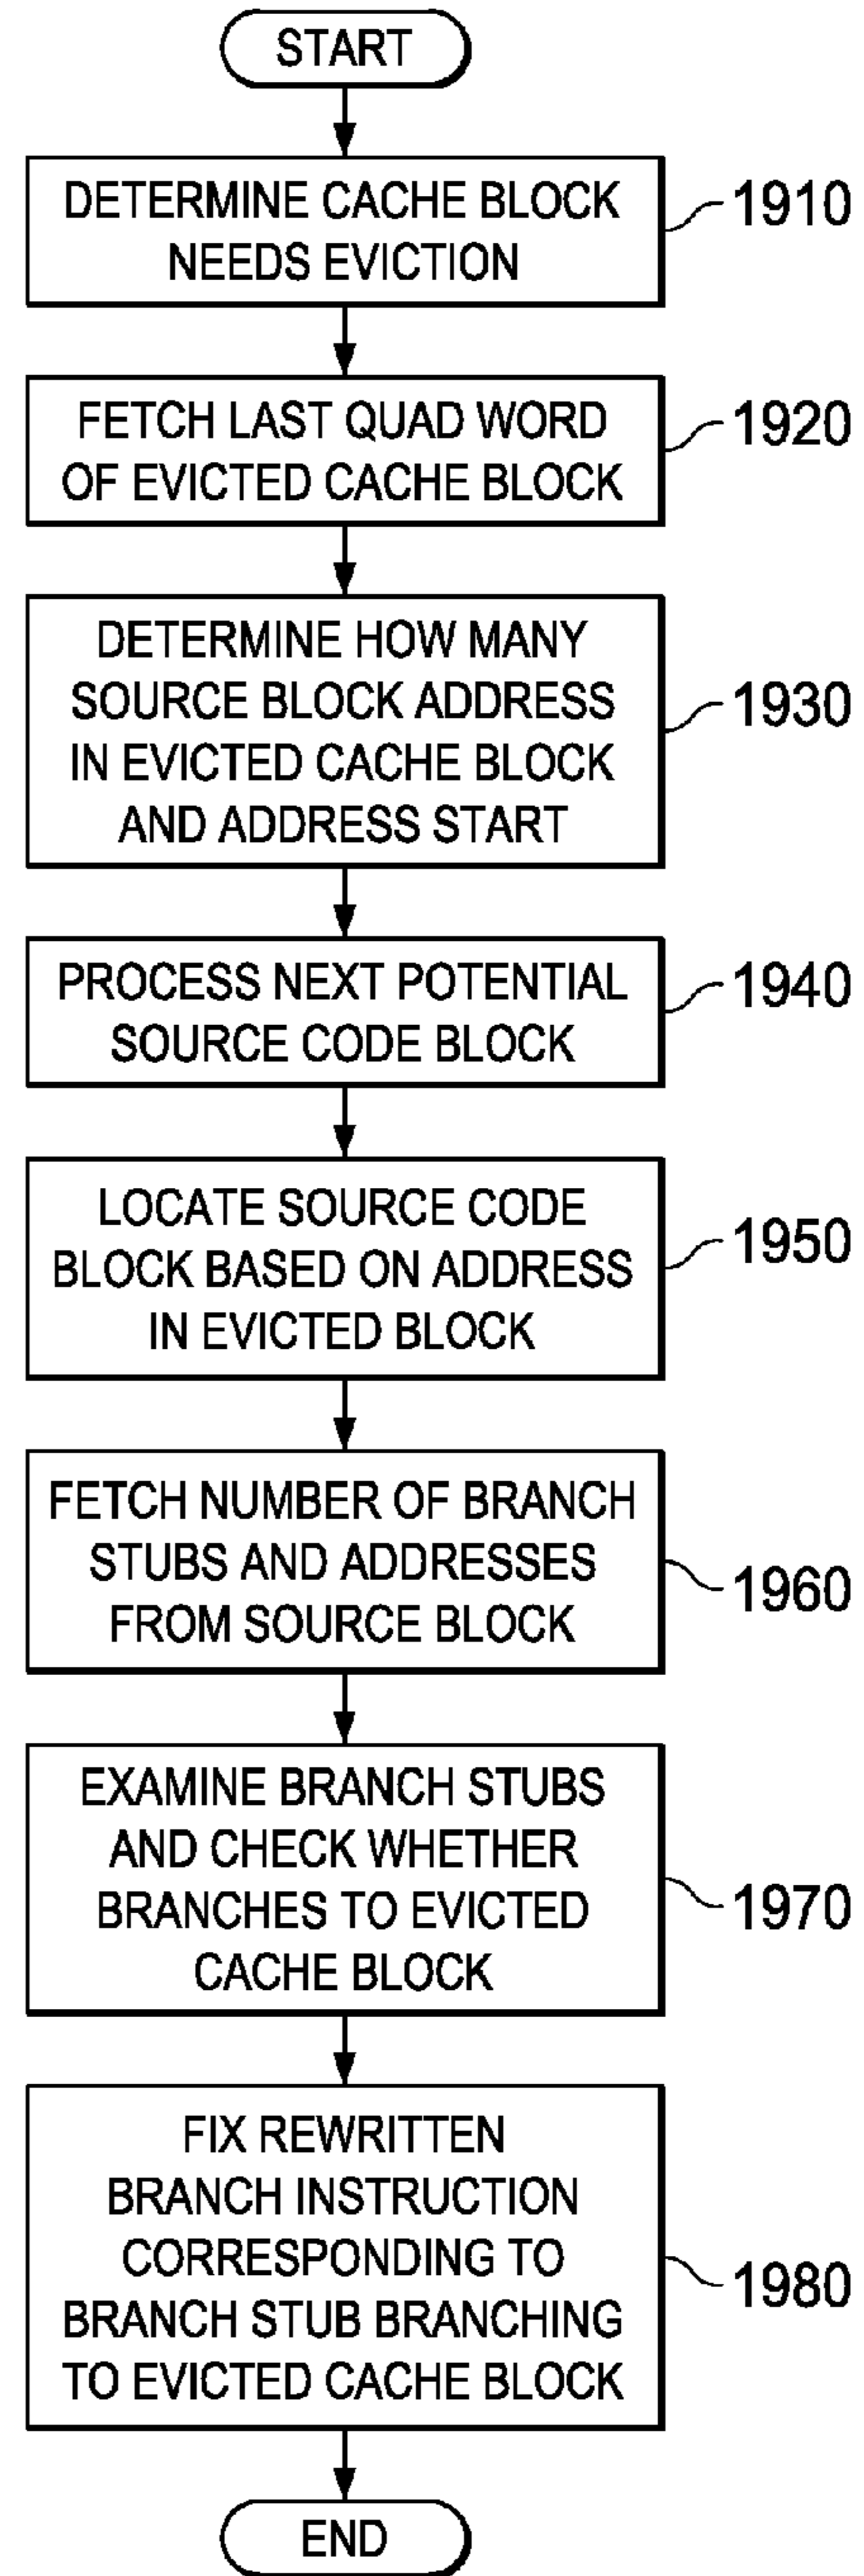 START
DETERMINE CACHE BLOCK
NEEDS EVICTION
1910
FETCH LAST QUAD WORD
OF EVICTED CACHE BLOCK
1920
DETERMINE HOW MANY
SOURCE BLOCK ADDRESS
IN EVICTED CACHE BLOCK
AND ADDRESS START
1930
PROCESS NEXT POTENTIAL
SOURCE CODE BLOCK
1940
LOCATE SOURCE CODE
BLOCK BASED ON ADDRESS
IN EVICTED BLOCK
1950
FETCH NUMBER OF BRANCH
STUBS AND ADDRESSES
FROM SOURCE BLOCK
1960
EXAMINE BRANCH STUBS
AND CHECK WHETHER
BRANCHES TO EVICTED
CACHE BLOCK
1970
FIX REWRITTEN
BRANCH INSTRUCTION
CORRESPONDING TO
BRANCH STUB BRANCHING
TO EVICTED CACHE BLOCK
1980
END